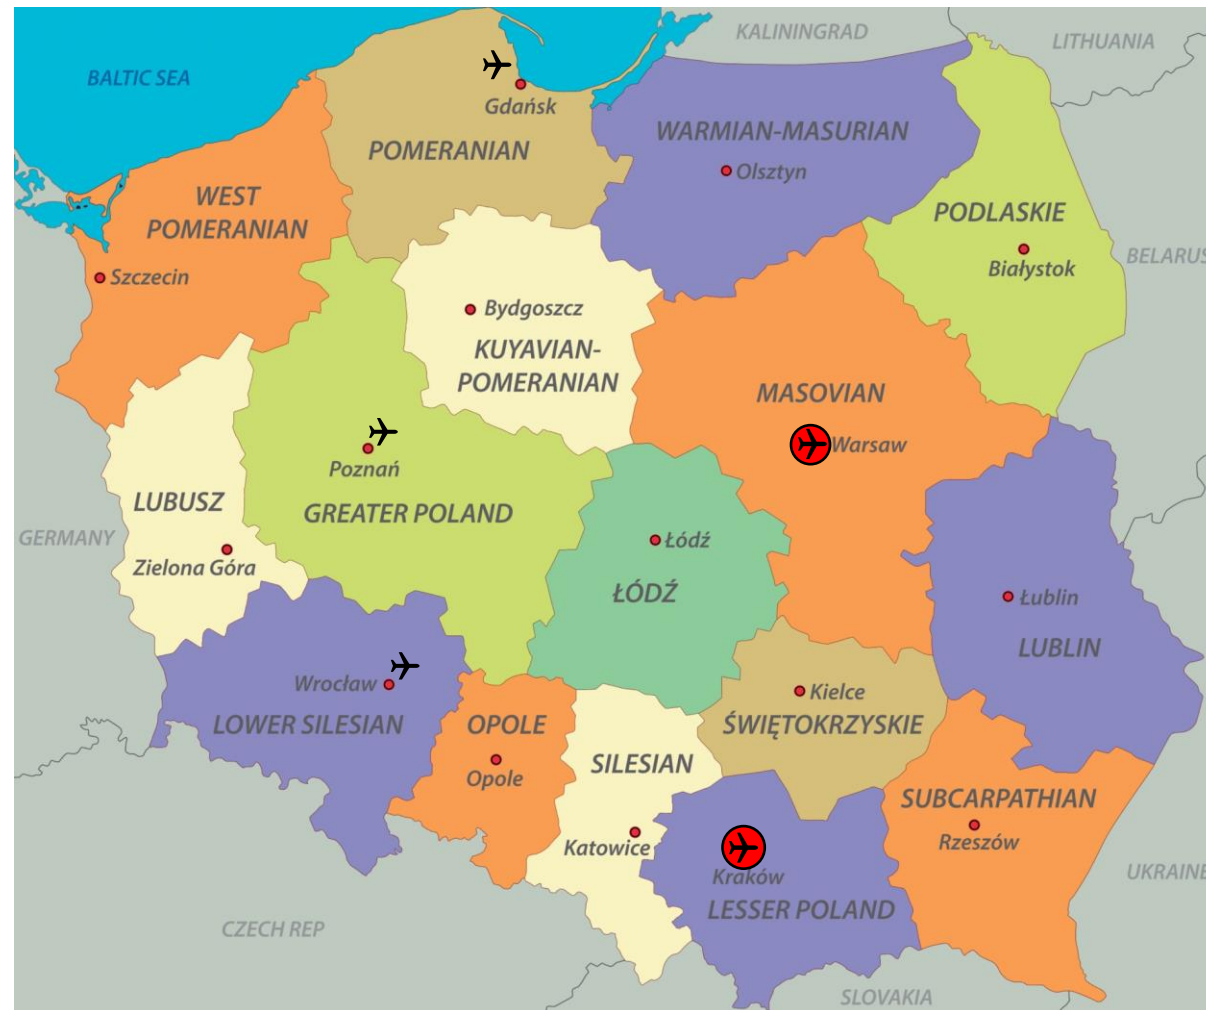 KALININGRAD
LITHUANIA
BALTIC SEA
Gdańsk
POMERANIAN
WARMIAN-MASURIAN
Olsztyn
WEST
POMERANIAN
PODLASKIE
Białystok
BELARUS
Szczecin
Bydgoszcz
KUYAVIAN-
POMERANIAN
MASOVIAN
Warsaw
Poznań
LUBUSZ
GREATER POLAND
GERMANY
Zielona Góra
Łódź
ŁÓDŹ
Łublin
LUBLIN
Wrocław
LOWER SILESIAN
OPOLE
Opole
Kielce
ŚWIĘTOKRZYSKIE
SILESIAN
Katowice
SUBCARPATHIAN
Rzeszów
Kraków
LESSER POLAND
UKRAINE
CZECH REP
SLOVAKIA